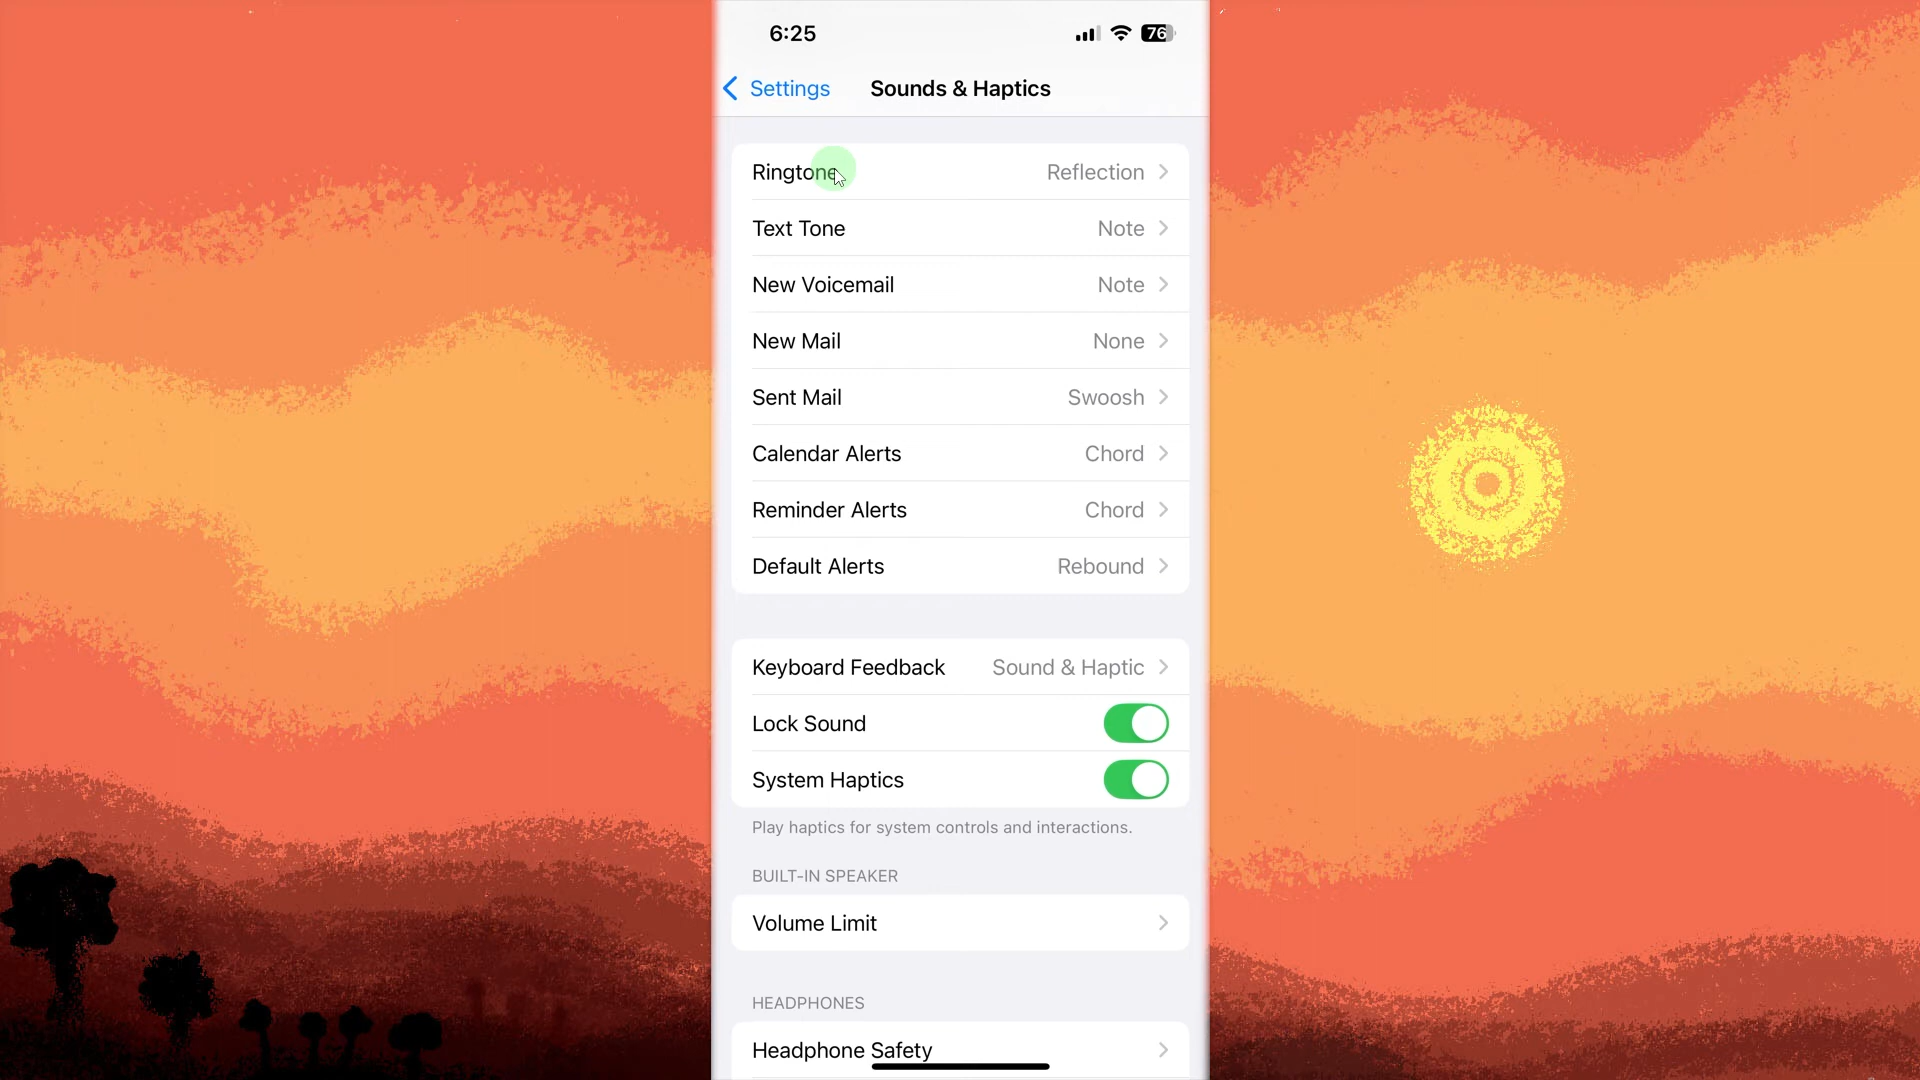 6:25
76
Settings
Sounds & Haptics
Ringtone Reflection
Text Tone Note
New Voicemail Note
New Mail None
Sent Mail Swoosh
Calendar Alerts Chord
Reminder Alerts Chord
Default Alerts Rebound
Keyboard Feedback Sound & Haptic
Lock Sound
System Haptics
Play haptics for system controls and interactions.
BUILT-IN SPEAKER
Volume Limit
HEADPHONES
Headphone Safety